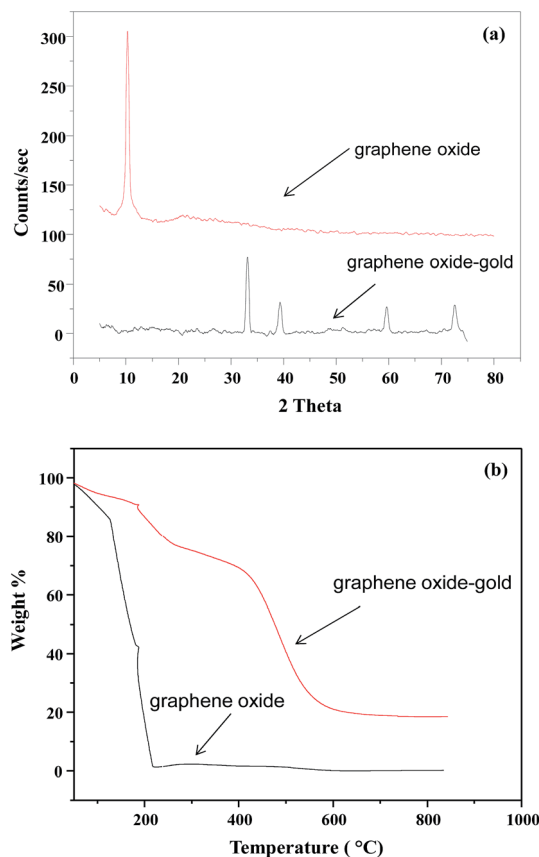 (a)
300
250
200
150
100
50
0
Counts/sec
graphene oxide
graphene oxide-gold
0 10 20 30 40 50 60 70 80
2 Theta
(b)
100
80
60
40
20
0
Weight %
graphene oxide-gold
graphene oxide
200 400 600 800 1000
Temperature ( °C)